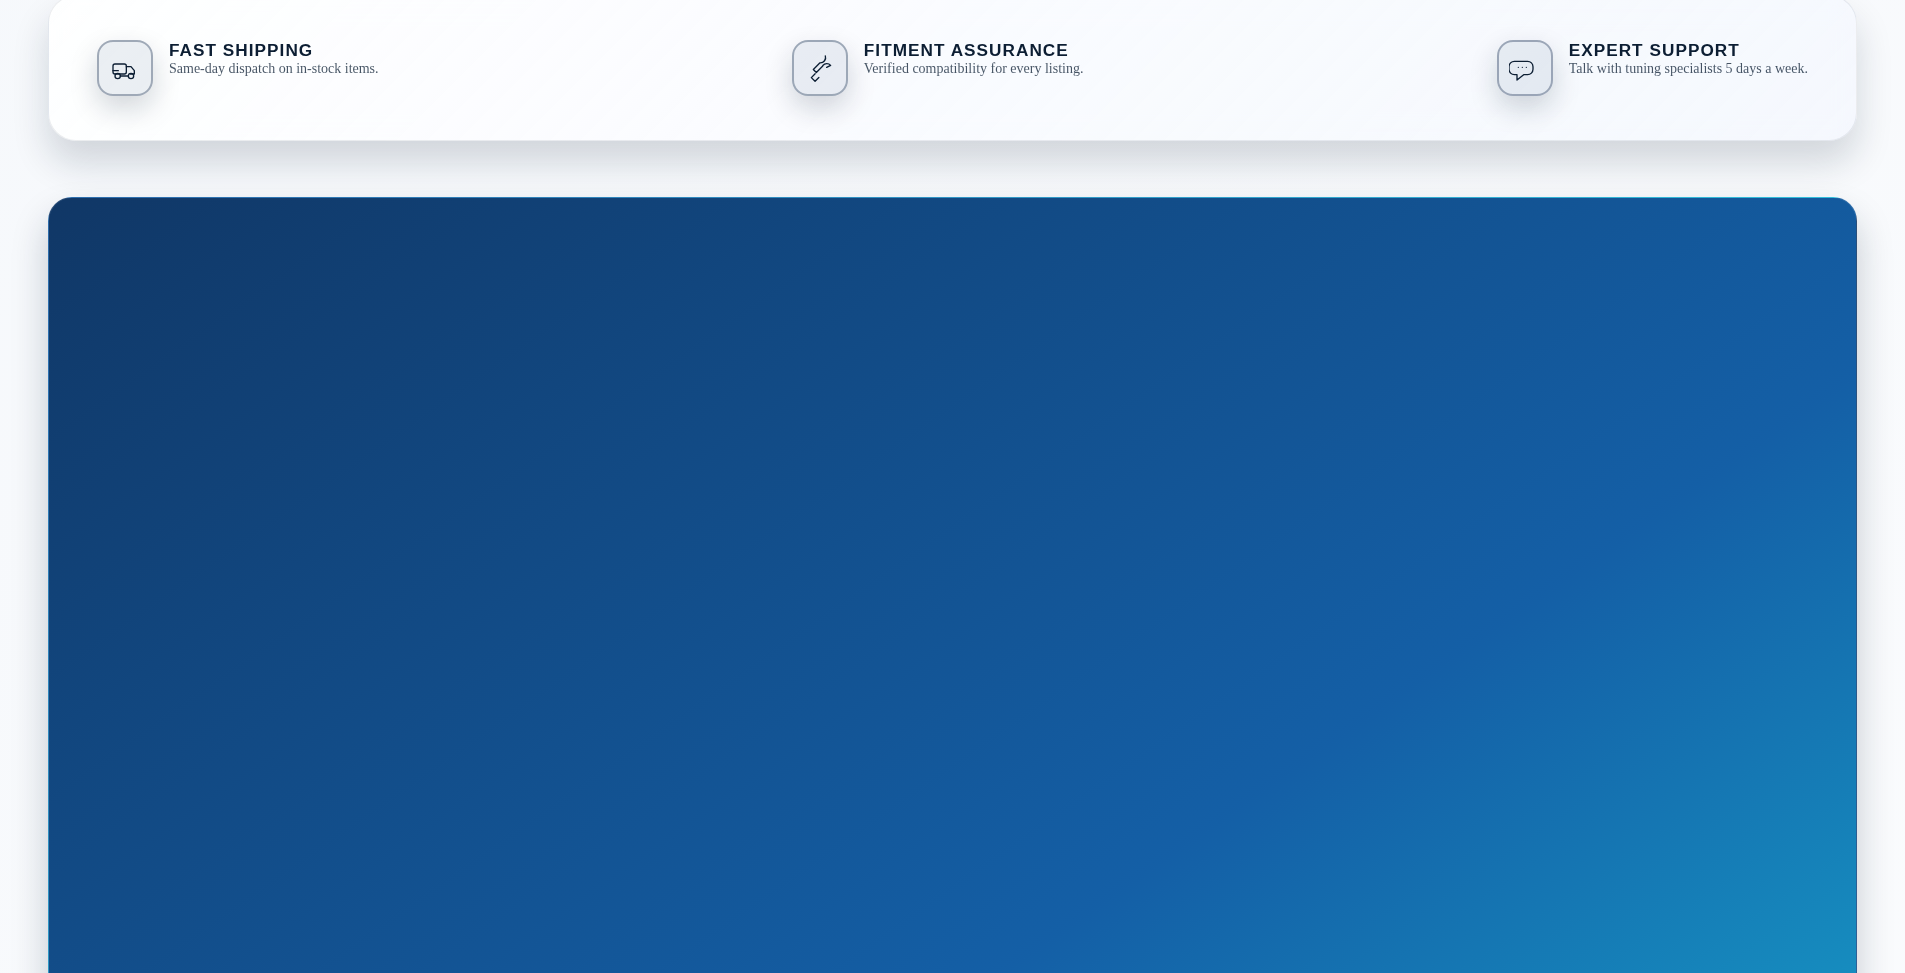 FAST SHIPPING
Same-day dispatch on in-stock items.
FITMENT ASSURANCE
Verified compatibility for every listing.
EXPERT SUPPORT
Talk with tuning specialists 5 days a week.